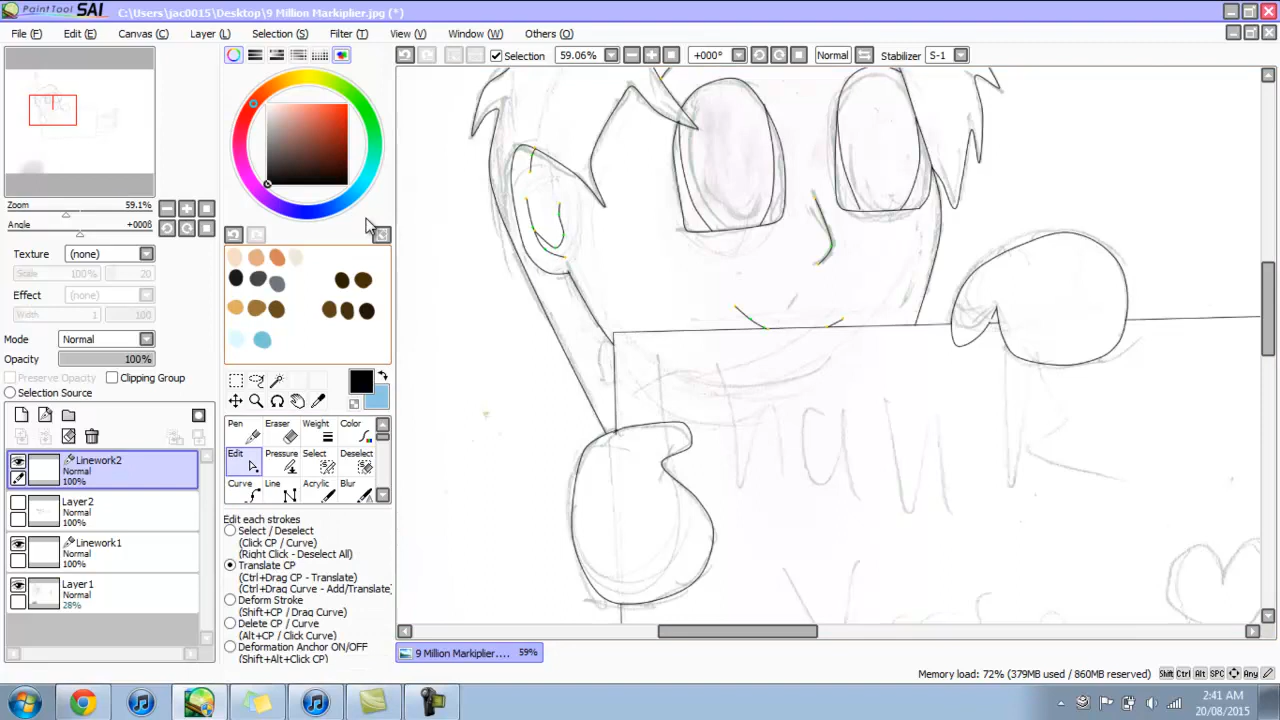 PaintTool SAI C:\Users\jac0015\Desktop\9 Million Markiplier.jpg (*)
File (F) Edit (E) Canvas (C) Layer (L) Selection (S) Filter (T) View (V) Window (W) Others (O)
Selection 59.06% +000° Normal Stabilizer S-1
Zoom 59.1%
Angle +000θ
Texture (none)
Scale 100% 20
Effect (none)
Width 1 100
Mode Normal
Opacity 100%
Preserve Opacity Clipping Group
Selection Source
Linework2
Normal
100%
Layer2
Normal
100%
Linework1
Normal
100%
Layer1
Normal
28%
Pen Eraser Weight Color
Edit Pressure Select Deselect
Curve Line Acrylic Blur
Edit each strokes
Select / Deselect
(Click CP / Curve)
(Right Click - Deselect All)
Translate CP
(Ctrl+Drag CP - Translate)
(Ctrl+Drag Curve - Add/Translate)
Deform Stroke
(Shift+CP / Drag Curve)
Delete CP / Curve
(Alt+CP / Click Curve)
Deformation Anchor ON/OFF
(Shift+Alt+Click CP)
9 Million Markiplier.... 59%
Memory load: 72% (379MB used / 860MB reserved) Shift Ctrl Alt SPC Any
2:41 AM
20/08/2015